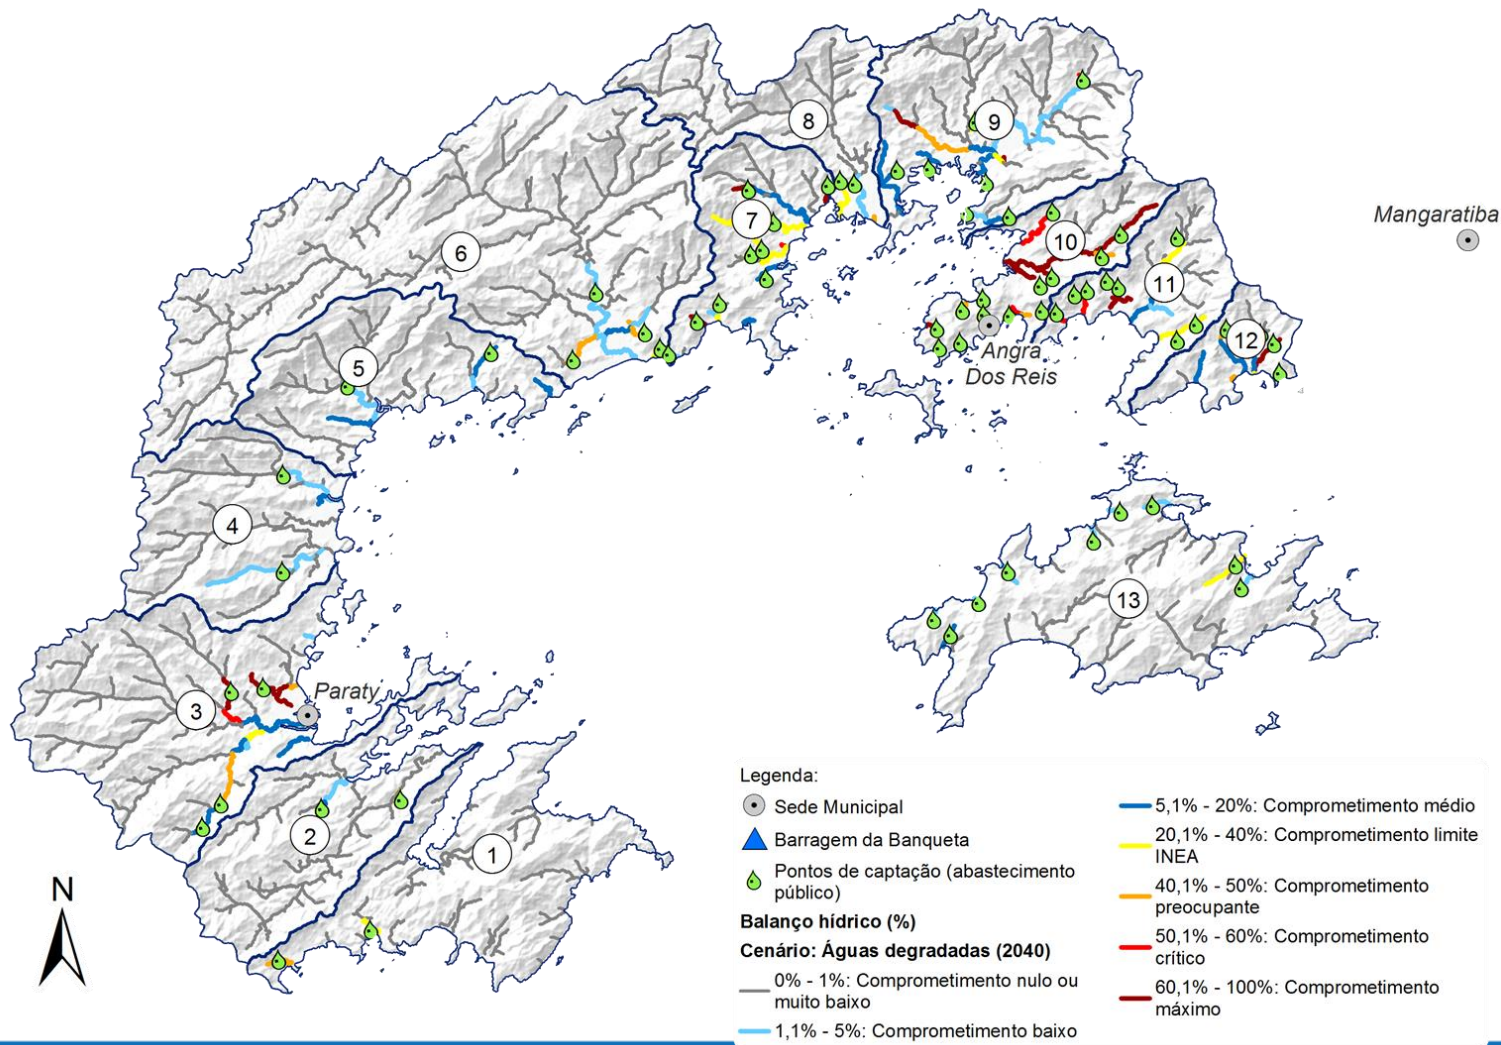 8
9
Mangaratiba
7
10
6
11
12
5
Angra
Dos Reis
4
13
3
Paraty
2
1
N
Legenda:
Sede Municipal
Barragem da Banqueta
Pontos de captação (abastecimento
público)
Balanço hídrico (%)
Cenário: Águas degradadas (2040)
0% - 1%: Comprometimento nulo ou
muito baixo
1,1% - 5%: Comprometimento baixo
5,1% - 20%: Comprometimento médio
20,1% - 40%: Comprometimento limite
INEA
40,1% - 50%: Comprometimento
preocupante
50,1% - 60%: Comprometimento
crítico
60,1% - 100%: Comprometimento
máximo